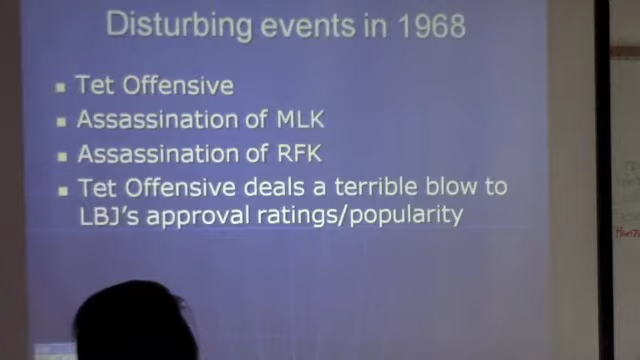 Disturbing events in 1968
▪ Tet Offensive
▪ Assassination of MLK
▪ Assassination of RFK
▪ Tet Offensive deals a terrible blow to
LBJ's approval ratings/popularity